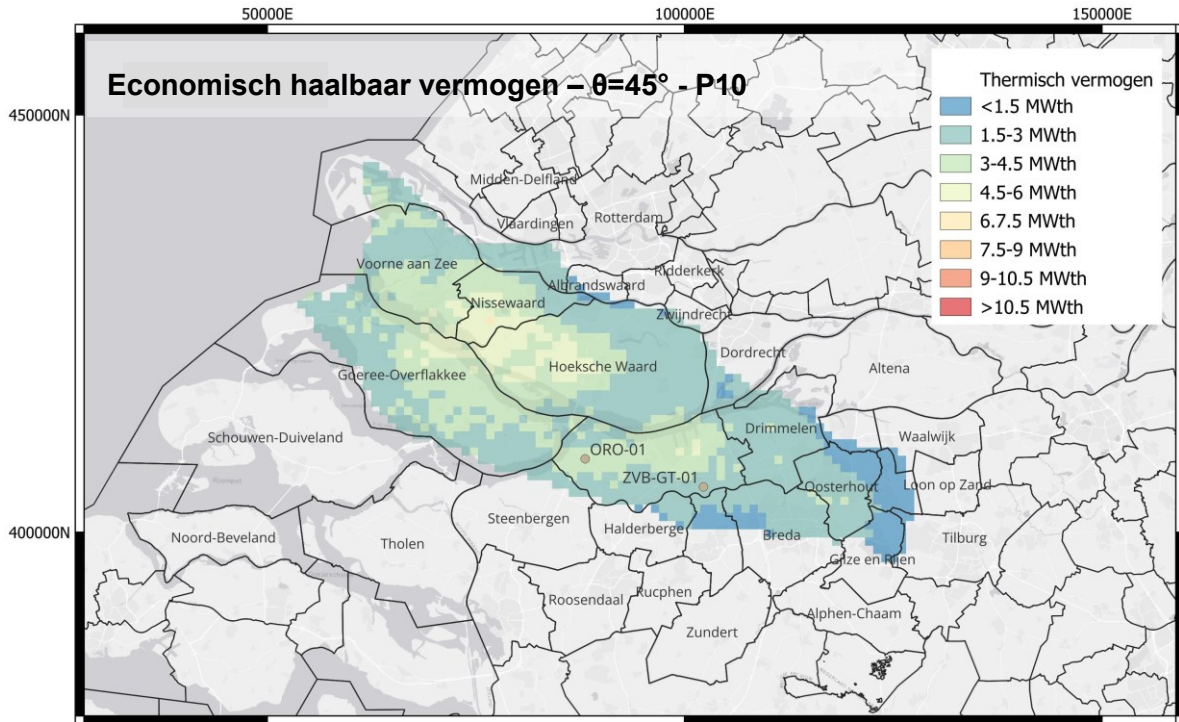 50000E
100000E
150000E
450000N
400000N
Economisch haalbaar vermogen – θ=45° - P10
Thermisch vermogen
<1.5 MWth
1.5-3 MWth
3-4.5 MWth
4.5-6 MWth
6.7.5 MWth
7.5-9 MWth
9-10.5 MWth
>10.5 MWth
Midden-Delfland
Vlaardingen
Rotterdam
Voorne aan Zee
Ridderkerk
Albrandswaard
Nissewaard
Zwijndrecht
Dordrecht
Hoeksche Waard
Altena
Goeree-Overflakkee
Drimmelen
Schouwen-Duiveland
Waalwijk
ORO-01
ZVB-GT-01
Oosterhout
Loon op Zand
Steenbergen
Halderberge
Breda
Noord-Beveland
Tholen
Tilburg
Gilze en Rijen
Roosendaal
Rucphen
Alphen-Chaam
Zundert